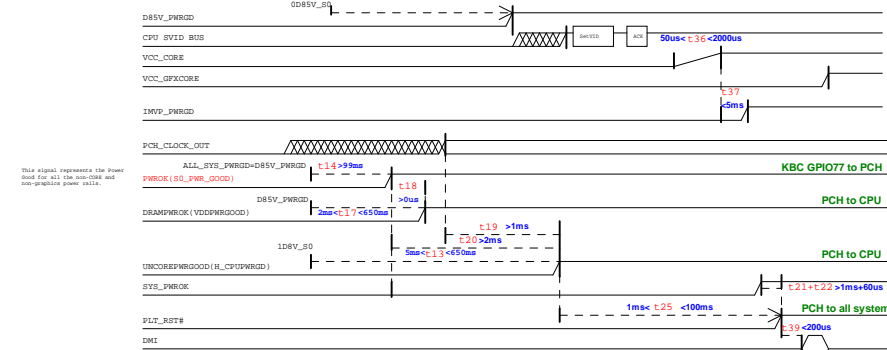 0D85V_S0
D85V_PWRGD
CPU SVID BUS
SetVID
ACK
50us< t36 <2000us
VCC_CORE
VCC_GFXCORE
t37
<5ms
IMVP_PWRGD
PCH_CLOCK_OUT
ALL_SYS_PWRGD=D85V_PWRGD
t14 >99ms
KBC GPIO77 to PCH
This signal represents the Power
Good for all the non-CORE and
non-graphics power rails.
PWROK(S0_PWR_GOOD)
t18
D85V_PWRGD
>0us
PCH to CPU
DRAMPWROK(VDDPWRGOOD)
2ms< t17 <650ms
t19 >1ms
t20 >2ms
1D8V_S0
5ms< t13 <650ms
PCH to CPU
UNCOREPWRGOOD(H_CPUPWRGD)
SYS_PWROK
t21+t22 >1ms+60us
1ms< t25 <100ms
PCH to all system
PLT_RST#
t39 <200us
DMI